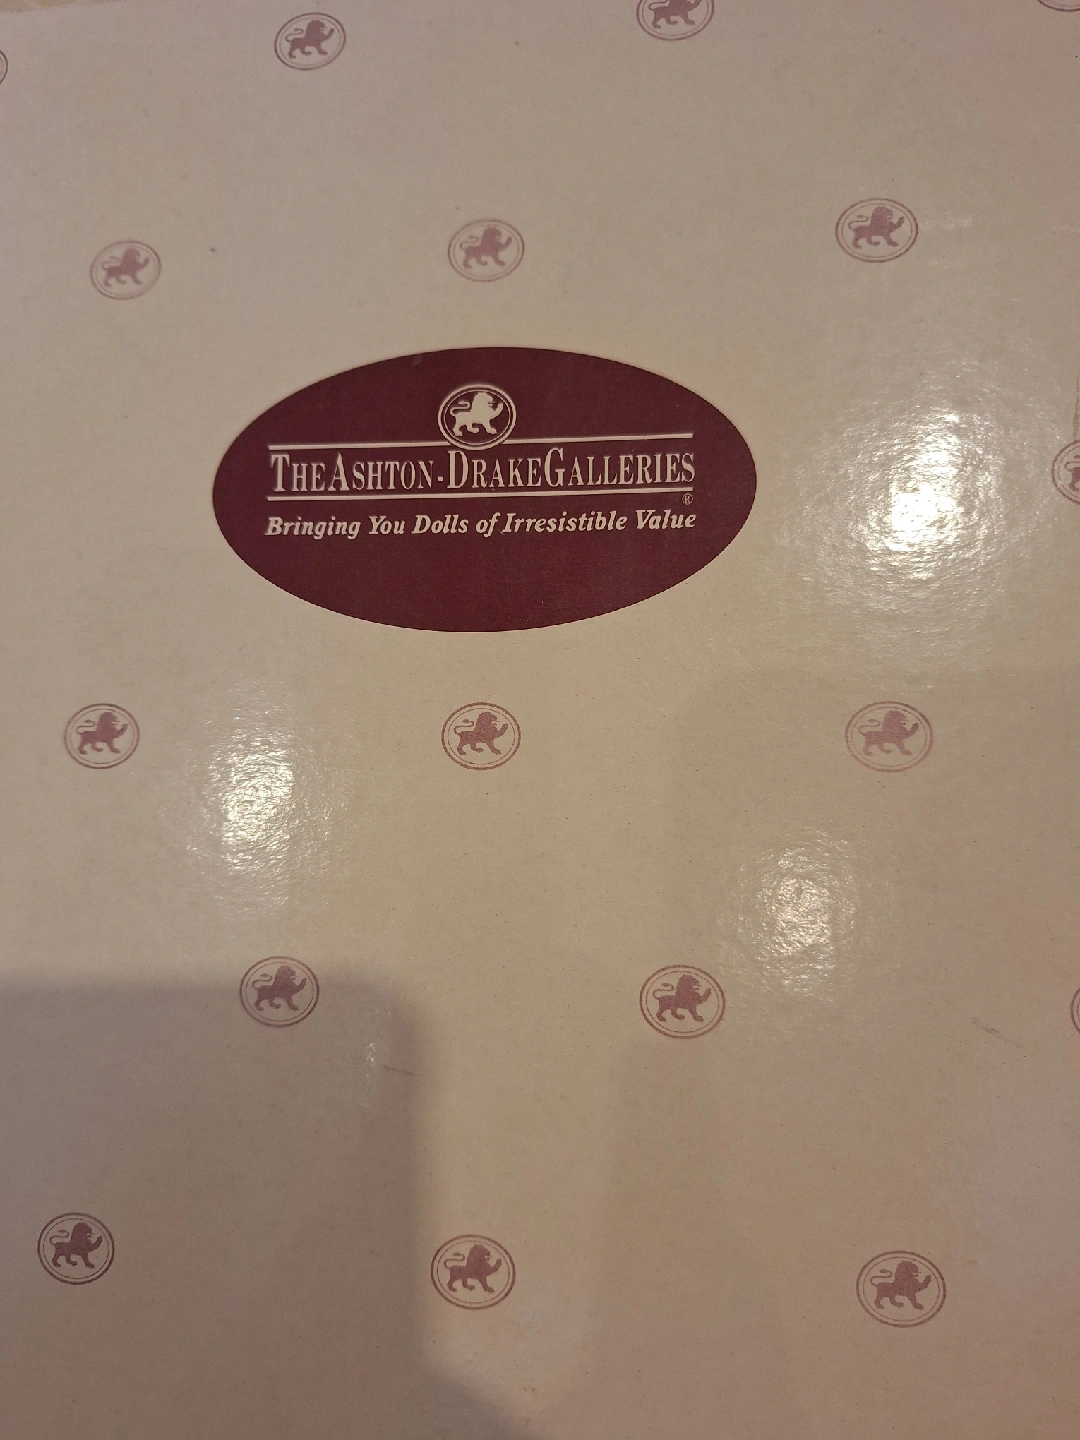 THE ASHTON-DRAKE GALLERIES
®
Bringing You Dolls of Irresistible Value